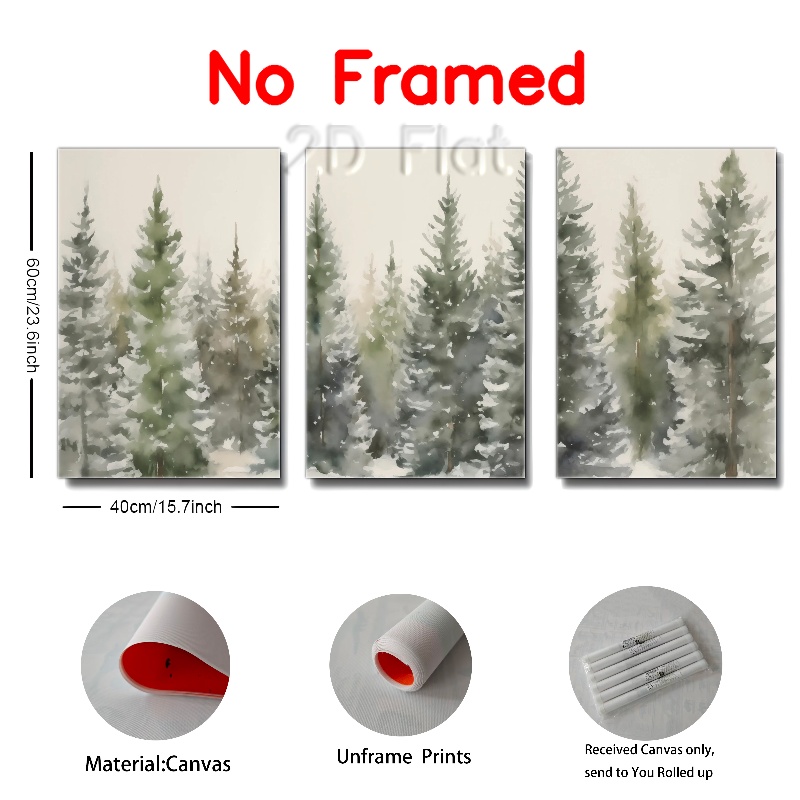 No Framed
2D Flat
60cm/23.6inch
40cm/15.7inch
Material:Canvas
Unframe Prints
Received Canvas only,
send to You Rolled up